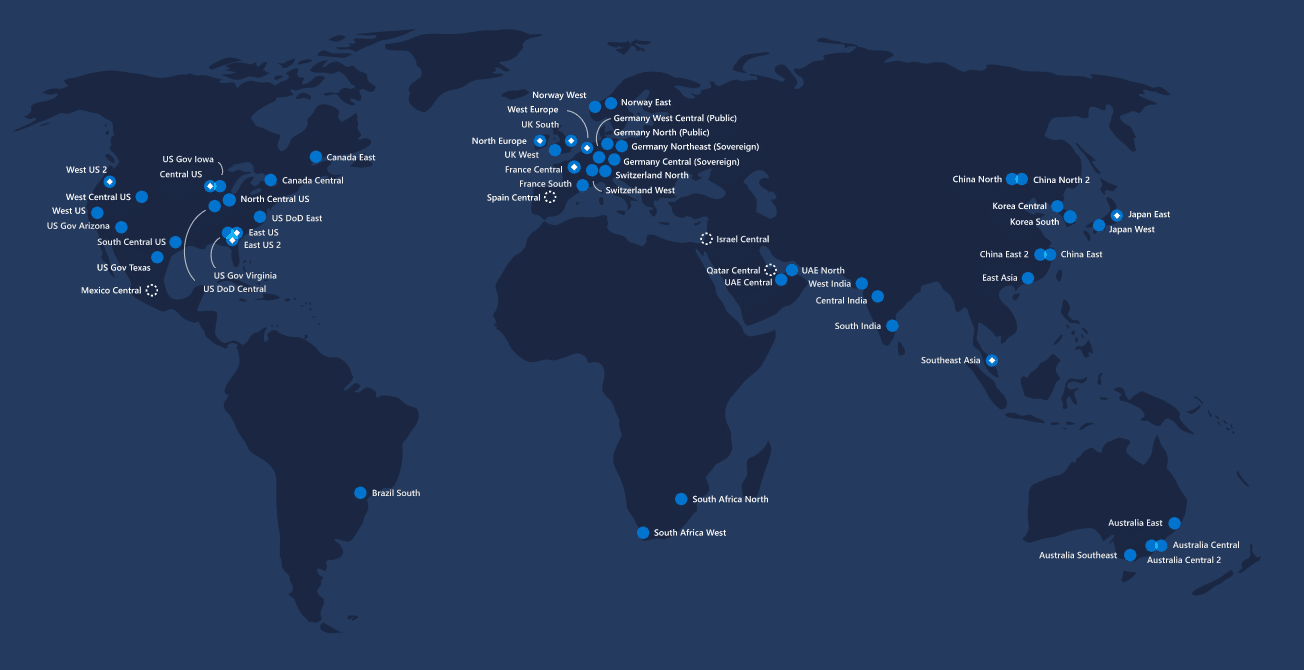 Norway West
Norway East
West Europe
Germany West Central (Public)
UK South
Germany North (Public)
North Europe
Germany Northeast (Sovereign)
UK West
Germany Central (Sovereign)
France Central
Switzerland North
France South
Switzerland West
Spain Central
US Gov Iowa
Canada East
West US 2
Central US
Canada Central
West Central US
North Central US
West US
US DoD East
US Gov Arizona
East US
South Central US
East US 2
US Gov Texas
US Gov Virginia
Mexico Central
US DoD Central
Israel Central
Qatar Central
UAE North
UAE Central
West India
Central India
South India
China North
China North 2
Korea Central
Korea South
Japan East
Japan West
China East 2
China East
East Asia
Southeast Asia
Brazil South
South Africa North
South Africa West
Australia East
Australia Central
Australia Southeast
Australia Central 2